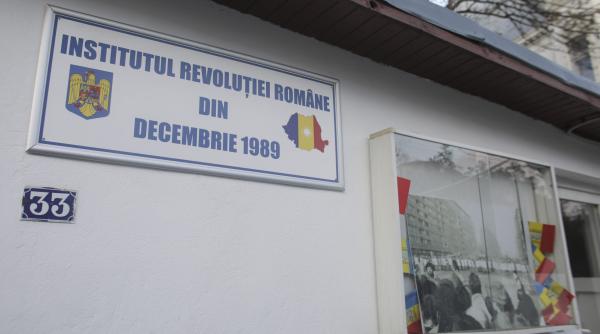 INSTITUTUL REVOLUȚIEI ROMÂNE
DIN
DECEMBRIE 1989
33